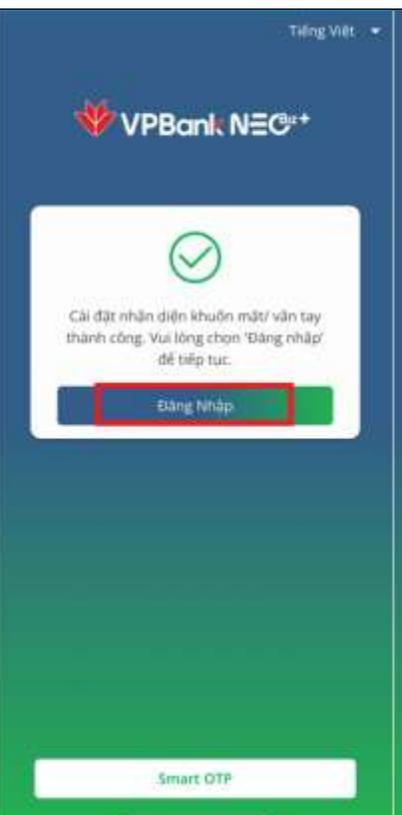 Tiếng Việt
VPBank NEOBiz+
Cài đặt nhận diện khuôn mặt/ vân tay
thành công. Vui lòng chọn 'Đăng nhập'
để tiếp tục.
Đăng Nhập
Smart OTP